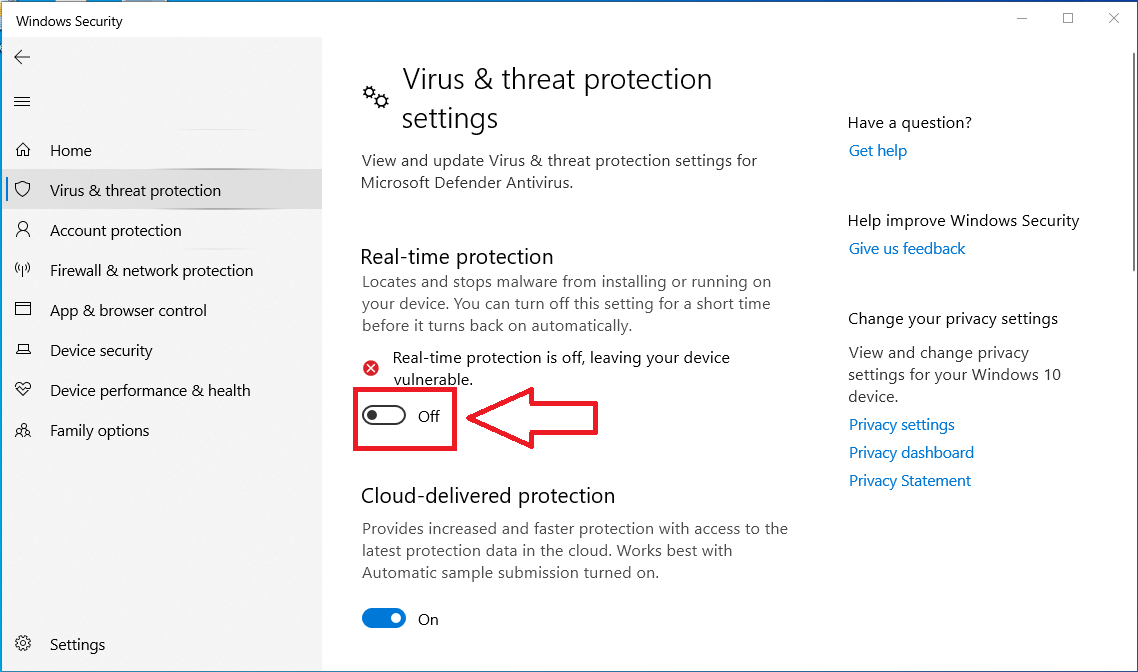 Windows Security
Home
Virus & threat protection
Account protection
Firewall & network protection
App & browser control
Device security
Device performance & health
Family options
Settings
Virus & threat protection
settings
View and update Virus & threat protection settings for
Microsoft Defender Antivirus.
Real-time protection
Locates and stops malware from installing or running on
your device. You can turn off this setting for a short time
before it turns back on automatically.
Real-time protection is off, leaving your device
vulnerable.
Off
Cloud-delivered protection
Provides increased and faster protection with access to the
latest protection data in the cloud. Works best with
Automatic sample submission turned on.
On
Have a question?
Get help
Help improve Windows Security
Give us feedback
Change your privacy settings
View and change privacy
settings for your Windows 10
device.
Privacy settings
Privacy dashboard
Privacy Statement